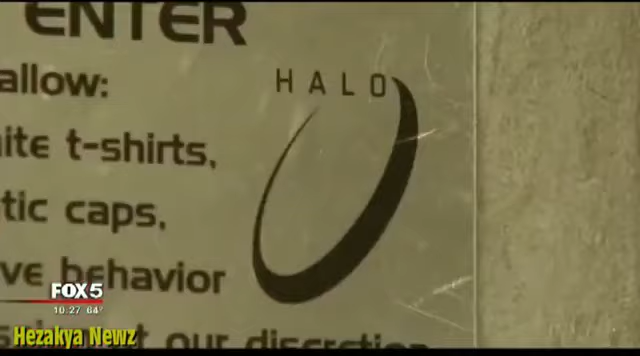 ENTER
allow:
HALO
ite t-shirts,
tic caps,
ve behavior
FOX 5
10:27 64°
Hezakya Newz
t our discretion